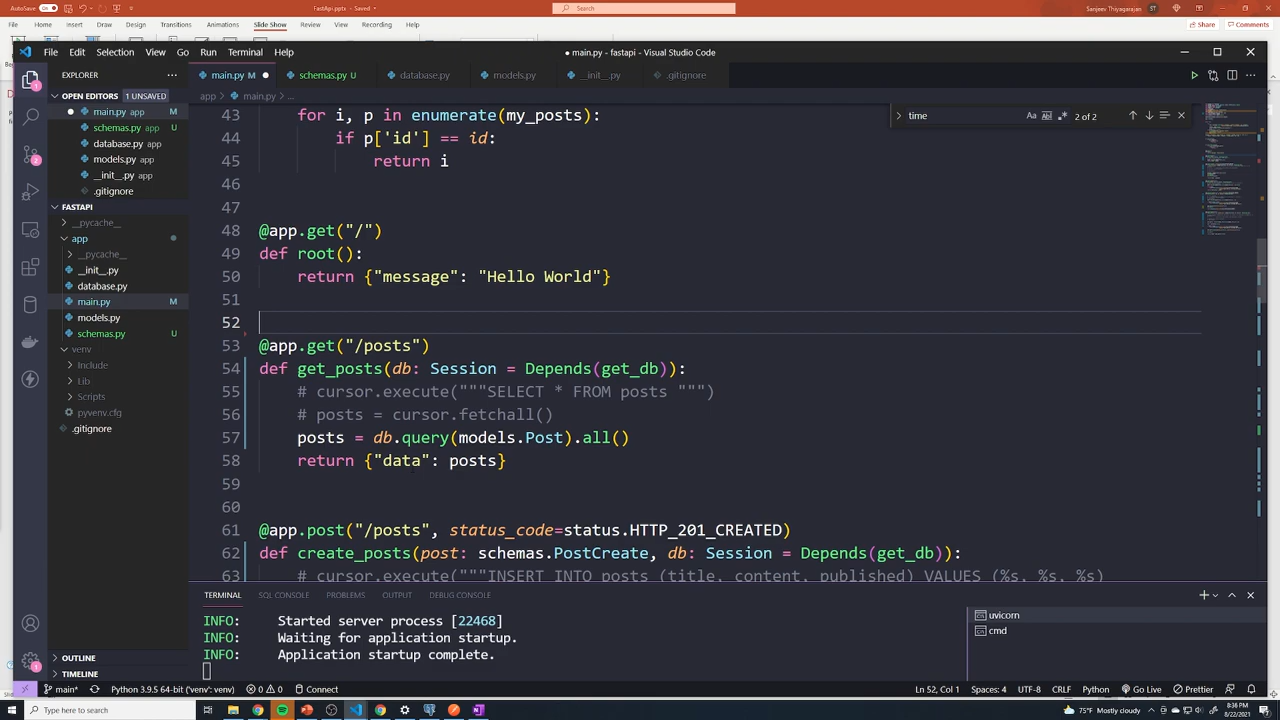 AutoSave On
FastApi.pptx - Saved
Search
Sanjeev Thiyagarajan ST
File Home Insert Draw Design Transitions Animations Slide Show Record Review View Recording Help
Share Comments
File Edit Selection View Go Run Terminal Help
● main.py - fastapi - Visual Studio Code
EXPLORER
main.py M schemas.py U database.py models.py __init__.py .gitignore
OPEN EDITORS 1 UNSAVED
app > main.py > ...
main.py app M
schemas.py app U
database.py app
models.py app
__init__.py app
.gitignore
FASTAPI
__pycache__
app
__pycache__
__init__.py
database.py
main.py M
models.py
schemas.py U
venv
Include
Lib
Scripts
pyvenv.cfg
.gitignore
OUTLINE
TIMELINE
time Aa ab 2 of 2
43 for i, p in enumerate(my_posts):
44 if p['id'] == id:
45 return i
46
47
48 @app.get("/")
49 def root():
50 return {"message": "Hello World"}
51
52
53 @app.get("/posts")
54 def get_posts(db: Session = Depends(get_db)):
55 # cursor.execute("""SELECT * FROM posts """)
56 # posts = cursor.fetchall()
57 posts = db.query(models.Post).all()
58 return {"data": posts}
59
60
61 @app.post("/posts", status_code=status.HTTP_201_CREATED)
62 def create_posts(post: schemas.PostCreate, db: Session = Depends(get_db)):
63 # cursor.execute("""INSERT INTO posts (title, content, published) VALUES (%s, %s, %s)
TERMINAL SQL CONSOLE PROBLEMS OUTPUT DEBUG CONSOLE
INFO: Started server process [22468]
INFO: Waiting for application startup.
INFO: Application startup complete.
uvicorn
cmd
main* Python 3.9.5 64-bit ('venv': venv) 0 0 Connect
Ln 52, Col 1 Spaces: 4 UTF-8 CRLF Python Go Live Prettier
Type here to search
75°F Mostly cloudy
8:36 PM
8/22/2021